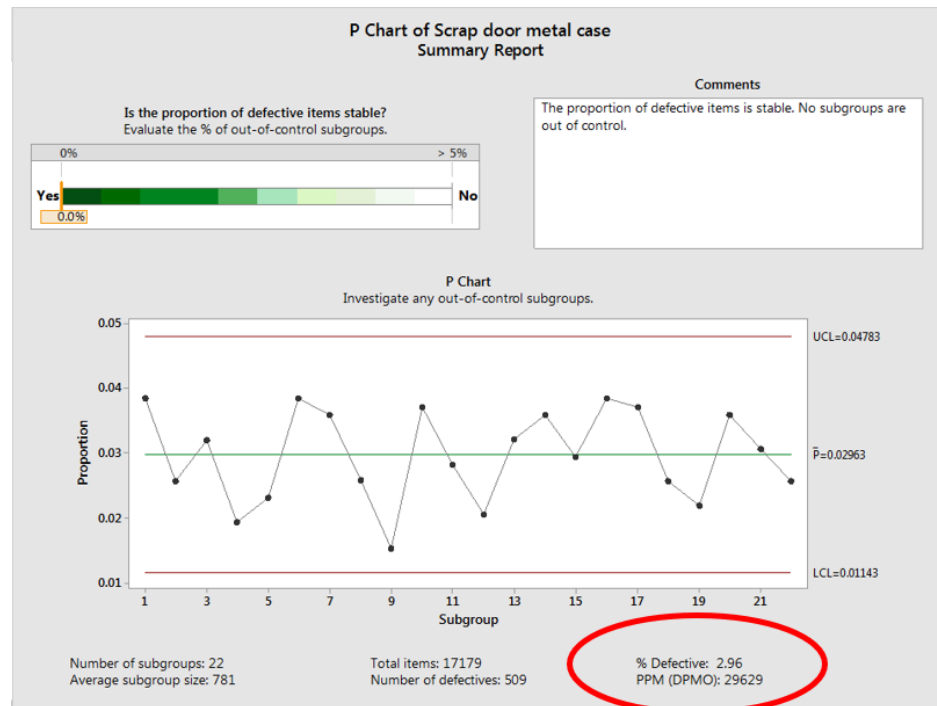 P Chart of Scrap door metal case
Summary Report
Is the proportion of defective items stable?
Evaluate the % of out-of-control subgroups.
0%
> 5%
Yes
No
0.0%
Comments
The proportion of defective items is stable. No subgroups are
out of control.
P Chart
Investigate any out-of-control subgroups.
Proportion
0.05
0.04
0.03
0.02
0.01
UCL=0.04783
P̄=0.02963
LCL=0.01143
1 3 5 7 9 11 13 15 17 19 21
Subgroup
Number of subgroups: 22
Average subgroup size: 781
Total items: 17179
Number of defectives: 509
% Defective: 2.96
PPM (DPMO): 29629